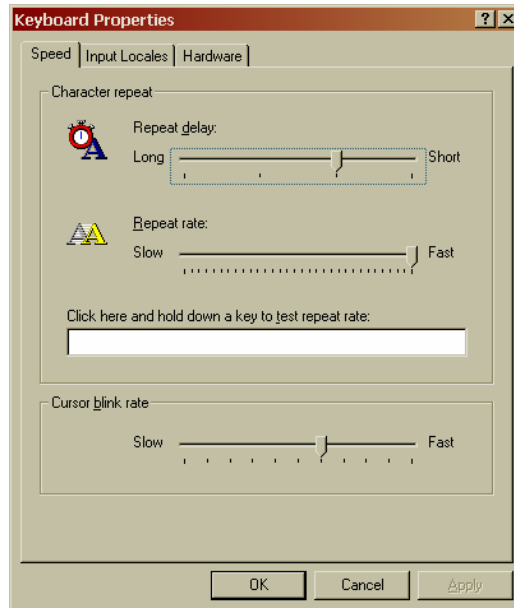 Keyboard Properties
Speed Input Locales Hardware
Character repeat
Repeat delay:
Long Short
Repeat rate:
Slow Fast
Click here and hold down a key to test repeat rate:
Cursor blink rate
Slow Fast
OK Cancel Apply